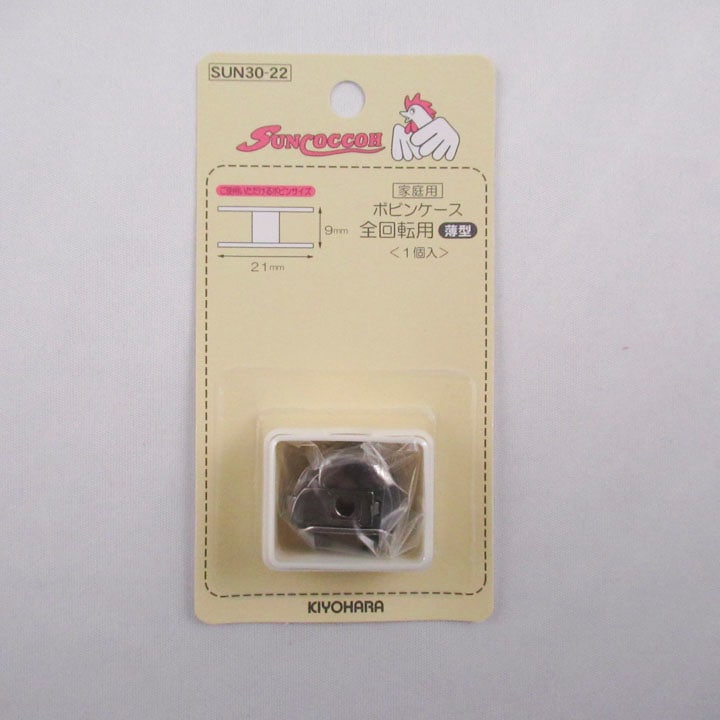 SUN30-22
SUNCOCCOH
ご使用いただけるボビンサイズ
9mm
21mm
家庭用
ボビンケース
全回転用 薄型
<1個入>
KIYOHARA